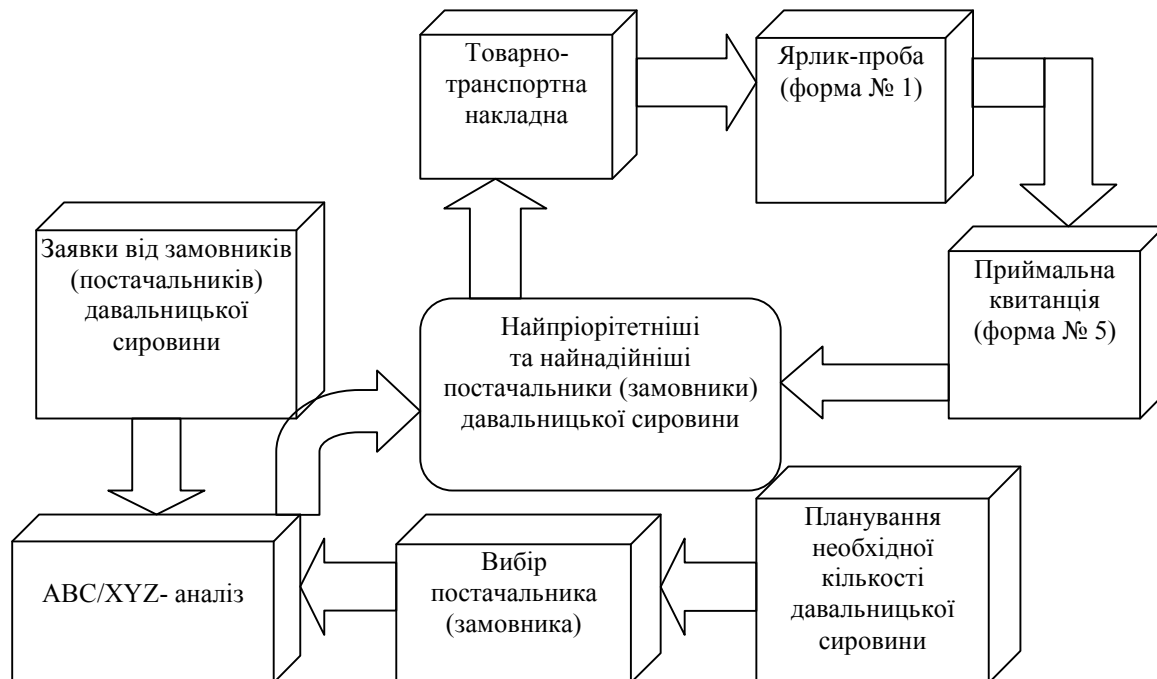 Товарно-
транспортна
накладна
Ярлик-проба
(форма № 1)
Заявки від замовників
(постачальників)
давальницької
сировини
Приймальна
квитанція
(форма № 5)
Найпріорітетніші
та найнадійніші
постачальники (замовники)
давальницької сировини
ABC/XYZ- аналіз
Вибір
постачальника
(замовника)
Планування
необхідної
кількості
давальницької
сировини